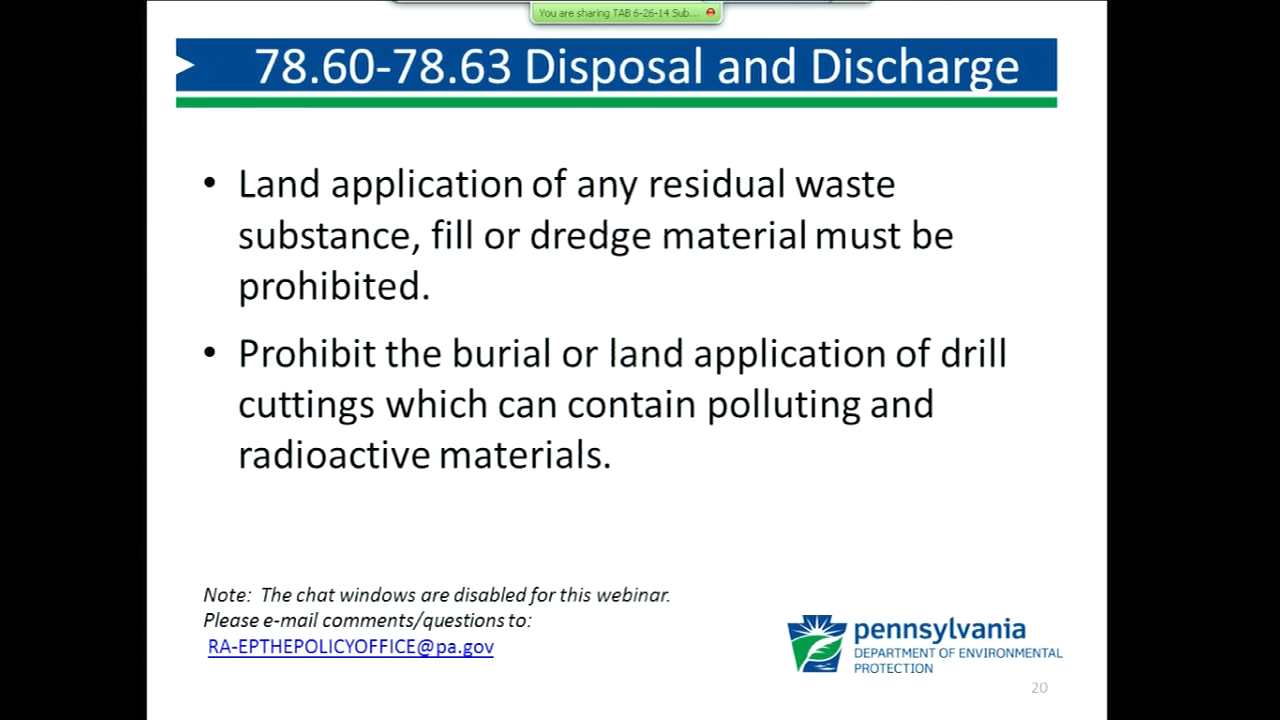 You are sharing TAB 6-26-14 Sub...
78.60-78.63 Disposal and Discharge
• Land application of any residual waste
substance, fill or dredge material must be
prohibited.
• Prohibit the burial or land application of drill
cuttings which can contain polluting and
radioactive materials.
Note: The chat windows are disabled for this webinar.
Please e-mail comments/questions to:
RA-EPTHEPOLICYOFFICE@pa.gov
pennsylvania
DEPARTMENT OF ENVIRONMENTAL
PROTECTION
20